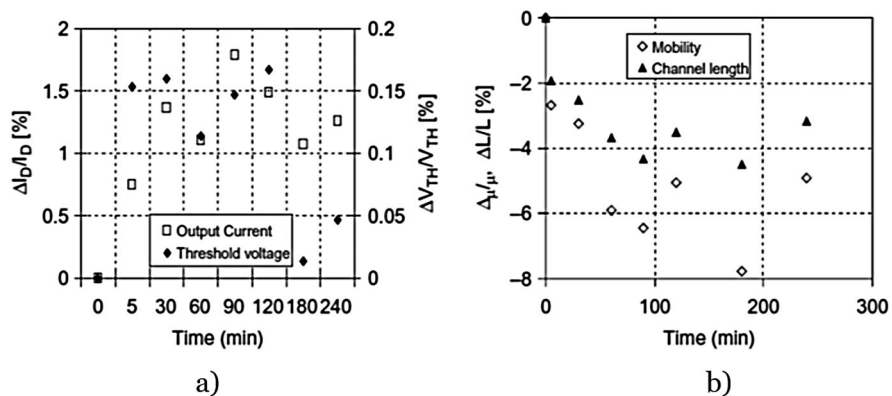 2
1.5
1
0.5
0
ΔI_D/I_D [%]
0.2
0.15
0.1
0.05
0
ΔV_TH/V_TH [%]
Output Current
Threshold voltage
0 5 30 60 90 120 180 240
Time (min)
a)
0
–2
–4
–6
–8
Δμ/μ, ΔL/L [%]
Mobility
Channel length
0 100 200 300
Time (min)
b)